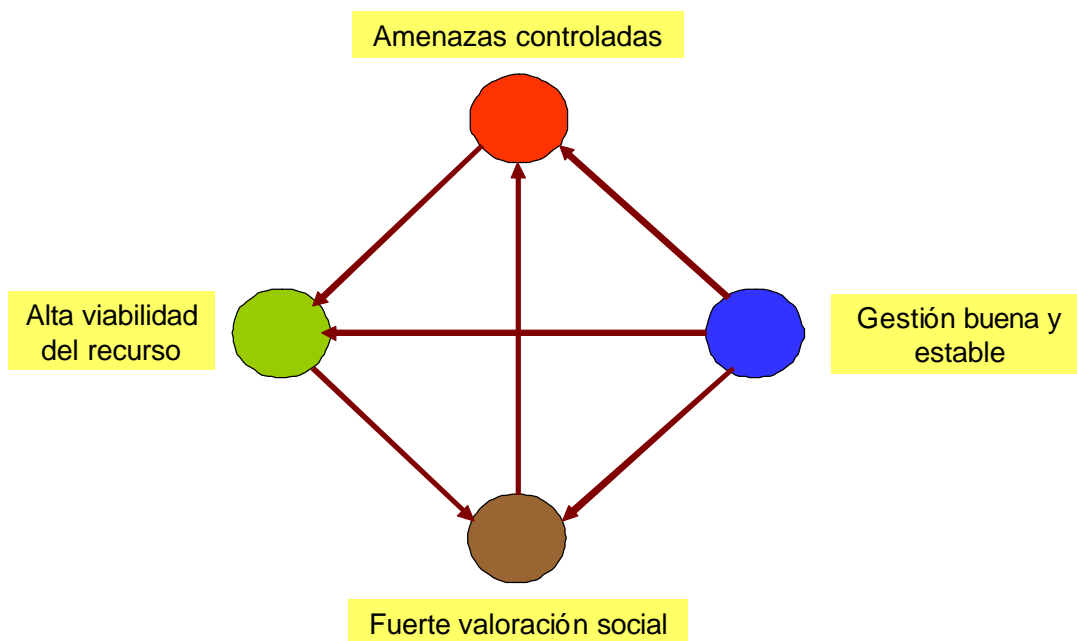 Amenazas controladas
Alta viabilidad
del recurso
Gestión buena y
estable
Fuerte valoración social